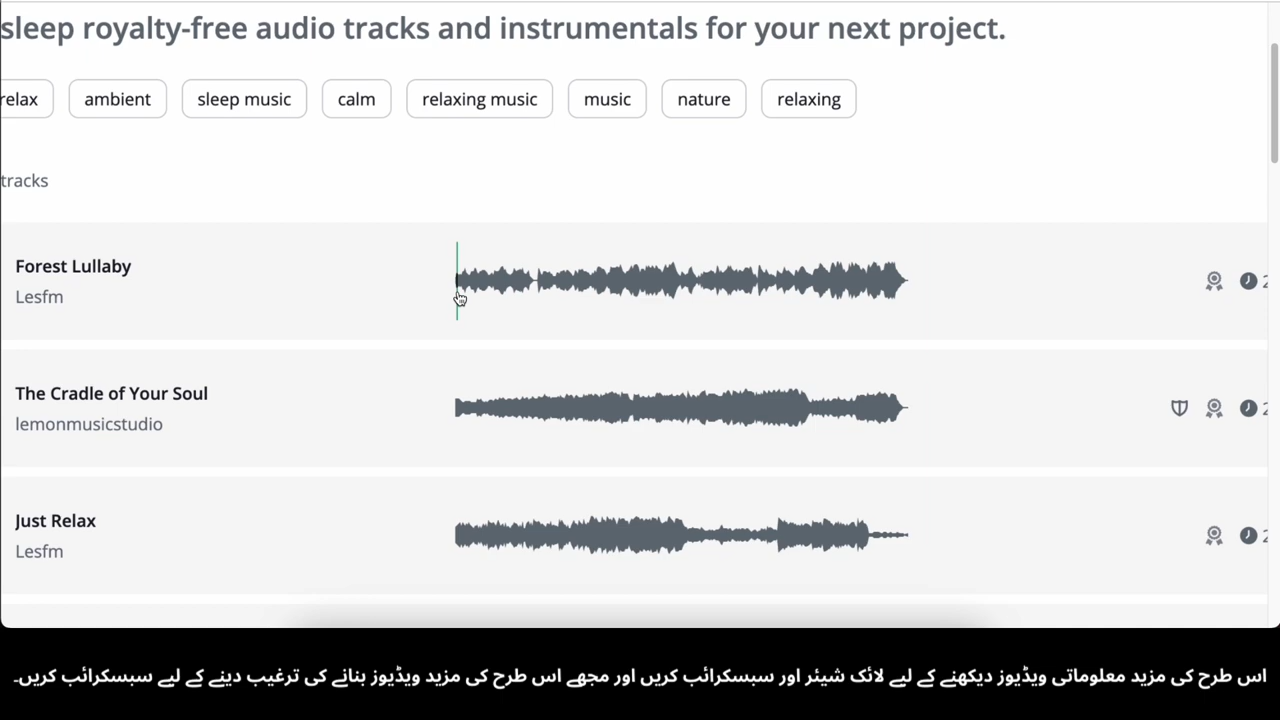 sleep royalty-free audio tracks and instrumentals for your next project.
relax ambient sleep music calm relaxing music music nature relaxing
tracks
Forest Lullaby
Lesfm
2
The Cradle of Your Soul
lemonmusicstudio
2
Just Relax
Lesfm
2
اس طرح کی مزید معلوماتی ویڈیوز دیکھنے کے لیے لائک شیئر اور سبسکرائب کریں اور مجھے اس طرح کی مزید ویڈیوز بنانے کی ترغیب دینے کے لیے سبسکرائب کریں۔